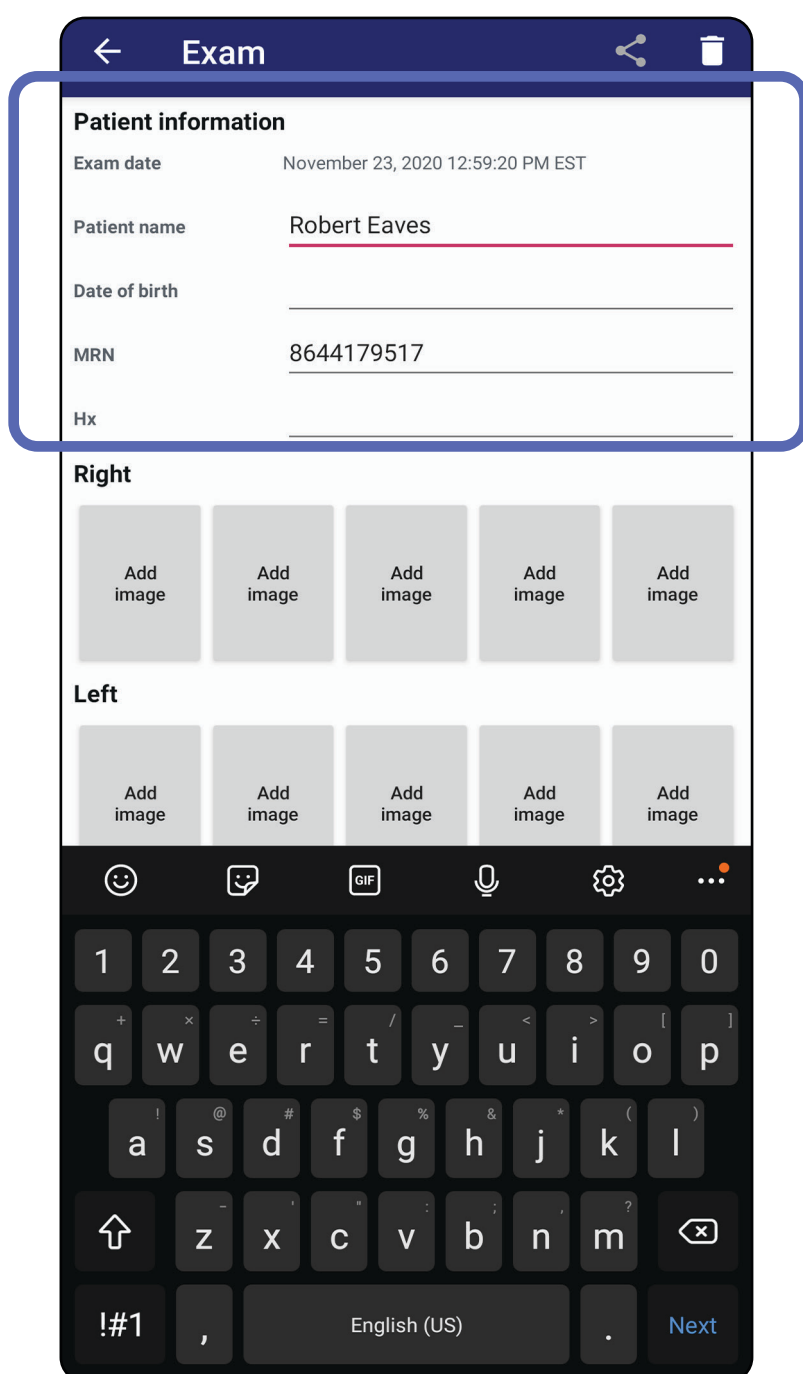 Exam
Patient information
Exam date November 23, 2020 12:59:20 PM EST
Patient name Robert Eaves
Date of birth
MRN 8644179517
Hx
Right
Add image Add image Add image Add image Add image
Left
Add image Add image Add image Add image Add image
GIF
1 2 3 4 5 6 7 8 9 0
+ × ÷ = / _ < > [ ]
q w e r t y u i o p
! @ # $ % & * ( )
a s d f g h j k l
- ' " : ; , ?
z x c v b n m
!#1 , English (US) . Next